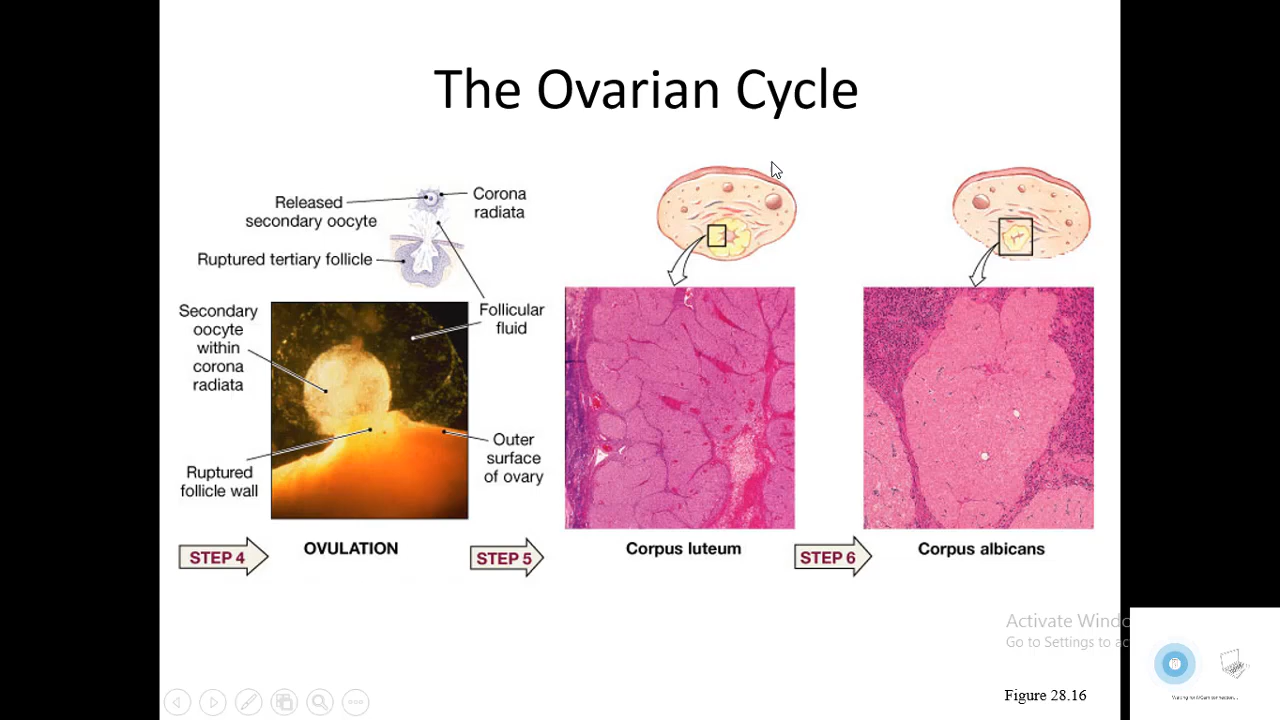 The Ovarian Cycle
Released
secondary oocyte
Corona
radiata
Ruptured tertiary follicle
Secondary
oocyte
within
corona
radiata
Follicular
fluid
Ruptured
follicle wall
Outer
surface
of ovary
STEP 4
OVULATION
STEP 5
Corpus luteum
STEP 6
Corpus albicans
Activate Windo
Go to Settings to ac
Figure 28.16